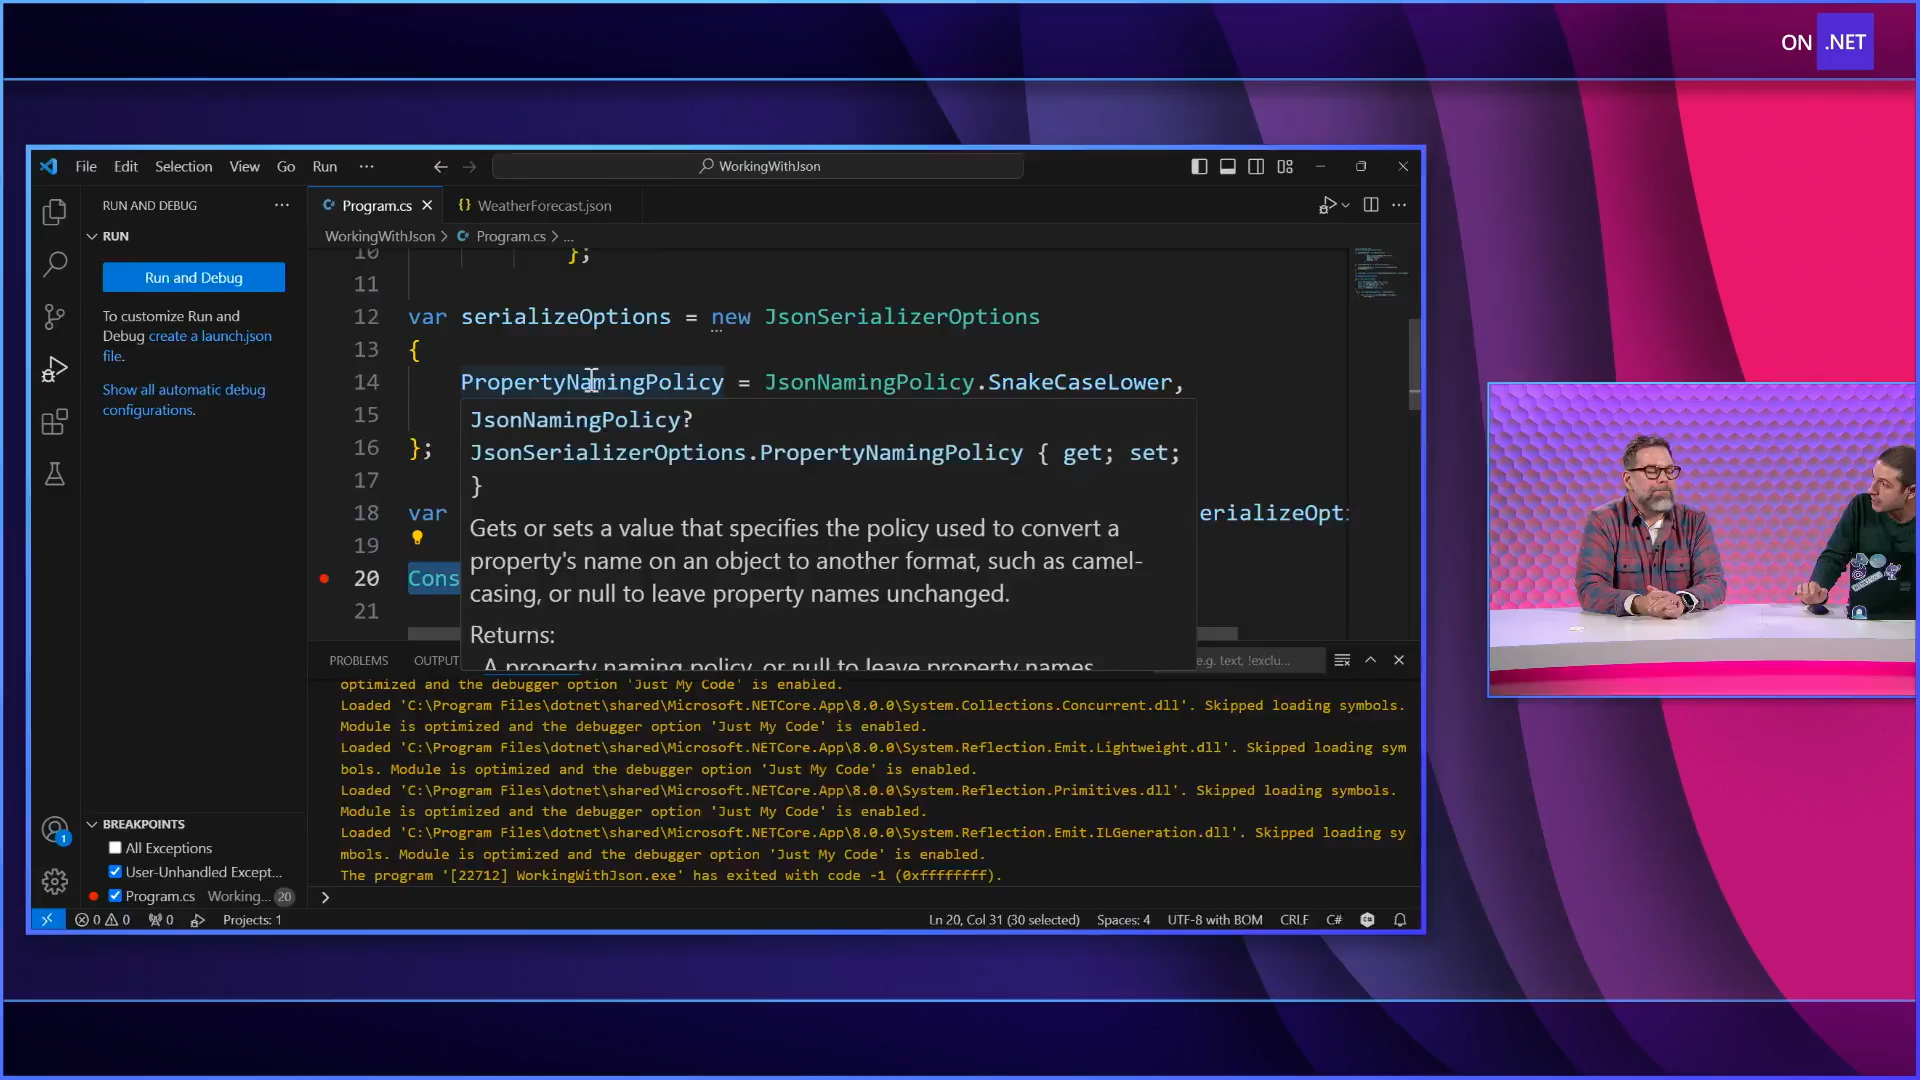 ON .NET
File Edit Selection View Go Run ··· WorkingWithJson
RUN AND DEBUG ···
Program.cs
WeatherForecast.json
RUN
WorkingWithJson > Program.cs > ...
Run and Debug
To customize Run and
Debug create a launch.json
file.
Show all automatic debug
configurations.
10 };
11
12 var serializeOptions = new JsonSerializerOptions
13 {
14 PropertyNamingPolicy = JsonNamingPolicy.SnakeCaseLower,
15
16 };
17
18 var erializeOpt
19
20 Cons
21
JsonNamingPolicy?
JsonSerializerOptions.PropertyNamingPolicy { get; set;
}
Gets or sets a value that specifies the policy used to convert a
property's name on an object to another format, such as camel-
casing, or null to leave property names unchanged.
Returns:
A property naming policy, or null to leave property names
PROBLEMS OUTPUT e.g. text, !exclu...
optimized and the debugger option 'Just My Code' is enabled.
Loaded 'C:\Program Files\dotnet\shared\Microsoft.NETCore.App\8.0.0\System.Collections.Concurrent.dll'. Skipped loading symbols.
Module is optimized and the debugger option 'Just My Code' is enabled.
Loaded 'C:\Program Files\dotnet\shared\Microsoft.NETCore.App\8.0.0\System.Reflection.Emit.Lightweight.dll'. Skipped loading sym
bols. Module is optimized and the debugger option 'Just My Code' is enabled.
Loaded 'C:\Program Files\dotnet\shared\Microsoft.NETCore.App\8.0.0\System.Reflection.Primitives.dll'. Skipped loading symbols.
Module is optimized and the debugger option 'Just My Code' is enabled.
Loaded 'C:\Program Files\dotnet\shared\Microsoft.NETCore.App\8.0.0\System.Reflection.Emit.ILGeneration.dll'. Skipped loading sy
mbols. Module is optimized and the debugger option 'Just My Code' is enabled.
The program '[22712] WorkingWithJson.exe' has exited with code -1 (0xffffffff).
BREAKPOINTS
All Exceptions
User-Unhandled Except...
Program.cs Working... 20
1
0 0 0 Projects: 1 Ln 20, Col 31 (30 selected) Spaces: 4 UTF-8 with BOM CRLF C#